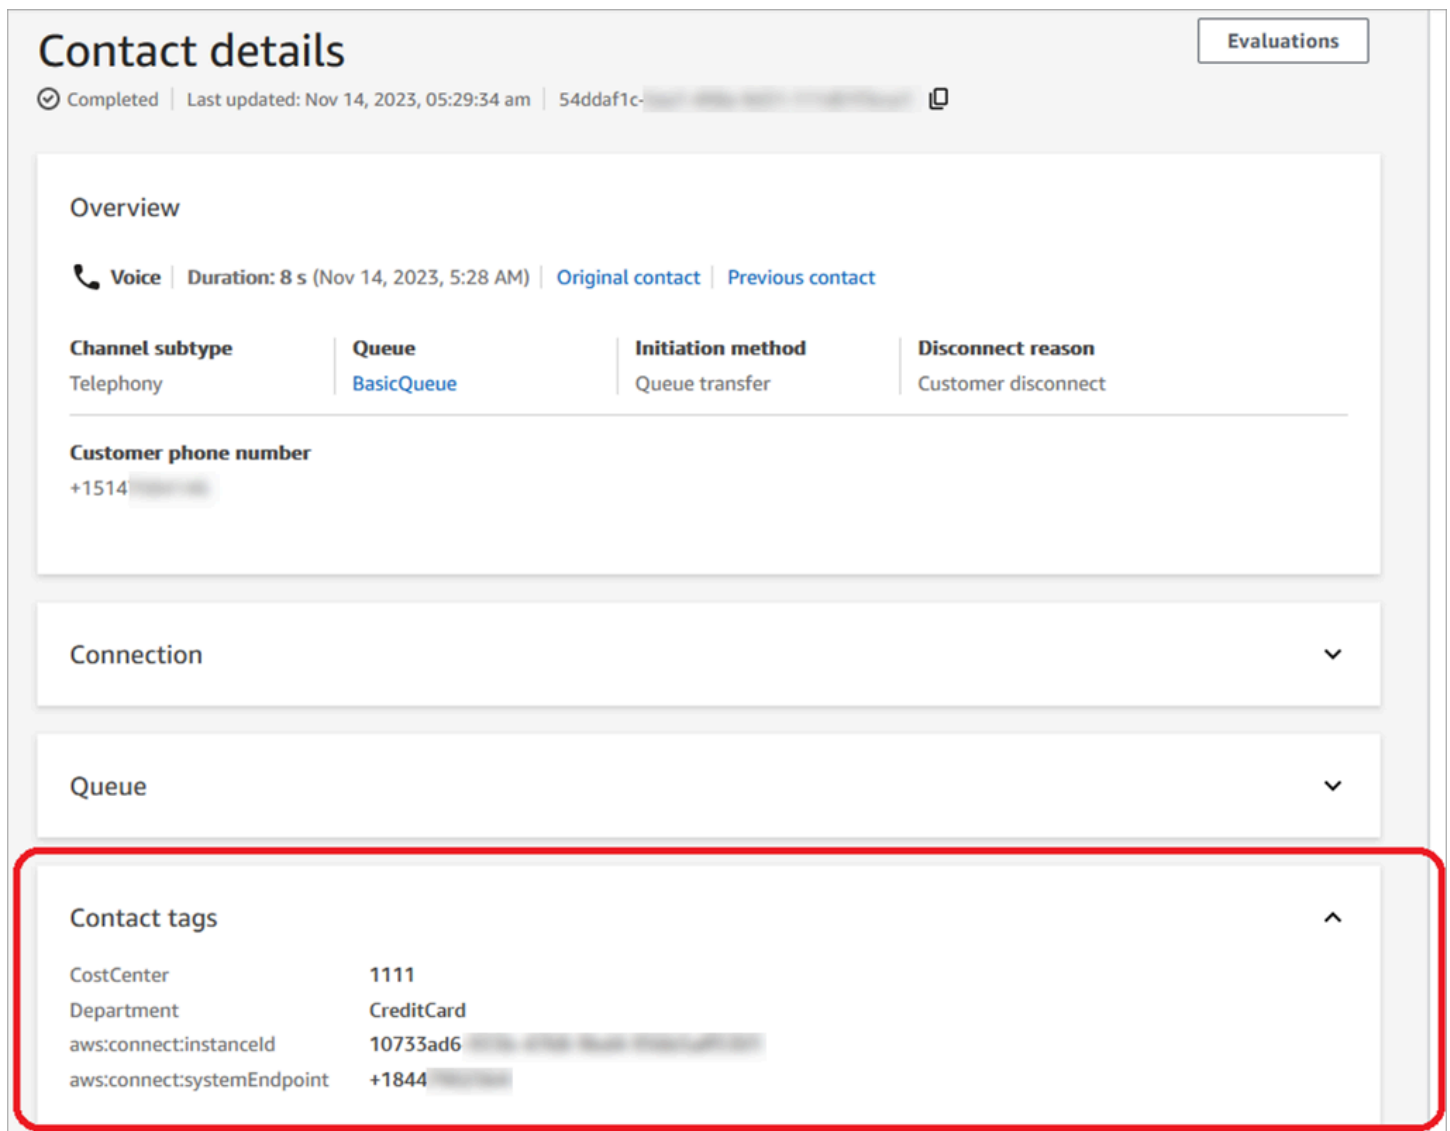 Contact details
Evaluations
Completed Last updated: Nov 14, 2023, 05:29:34 am 54ddaf1c-
Overview
Voice Duration: 8 s (Nov 14, 2023, 5:28 AM) Original contact Previous contact
Channel subtype Queue Initiation method Disconnect reason
Telephony BasicQueue Queue transfer Customer disconnect
Customer phone number
+1514
Connection
Queue
Contact tags
CostCenter 1111
Department CreditCard
aws:connect:instanceId 10733ad6
aws:connect:systemEndpoint +1844